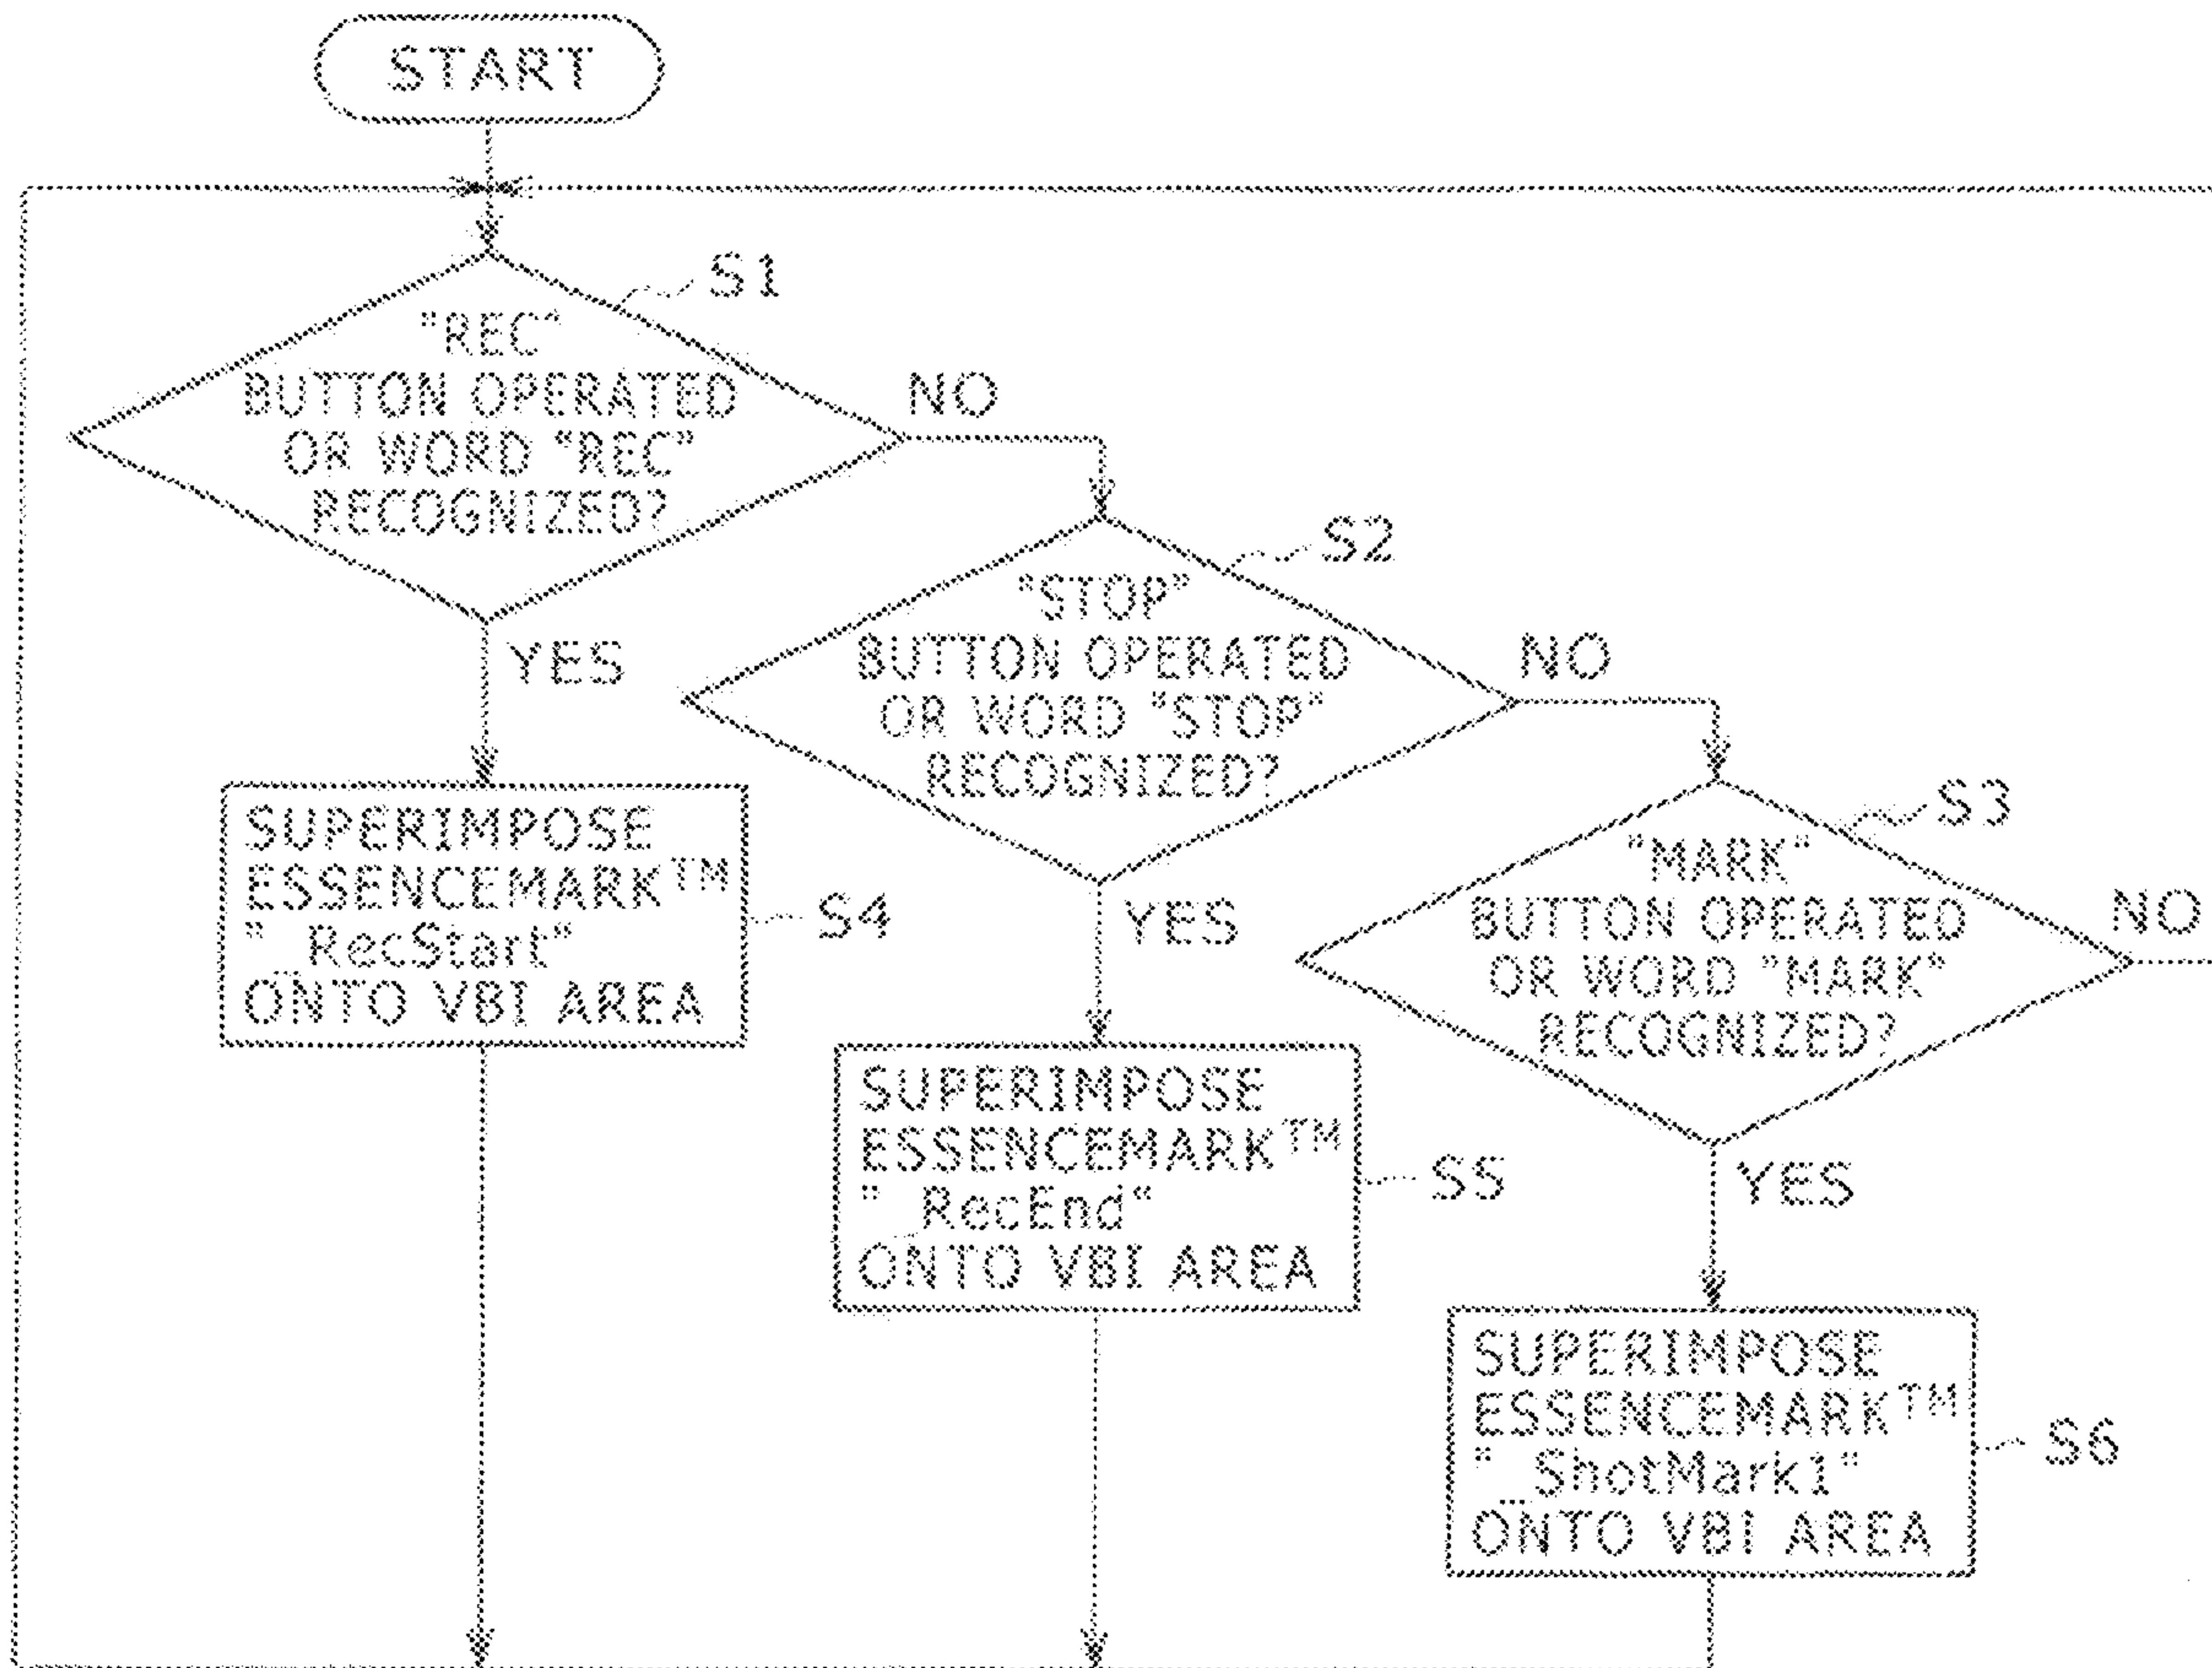 START
S1
"REC"
BUTTON OPERATED
OR WORD "REC"
RECOGNIZED?
NO
YES
S2
"STOP"
BUTTON OPERATED
OR WORD "STOP"
RECOGNIZED?
NO
YES
S3
"MARK"
BUTTON OPERATED
OR WORD "MARK"
RECOGNIZED?
NO
YES
SUPERIMPOSE
ESSENCEMARK™
"_RecStart"
ONTO VBI AREA
S4
SUPERIMPOSE
ESSENCEMARK™
"_RecEnd"
ONTO VBI AREA
S5
SUPERIMPOSE
ESSENCEMARK™
"_ShotMark1"
ONTO VBI AREA
S6